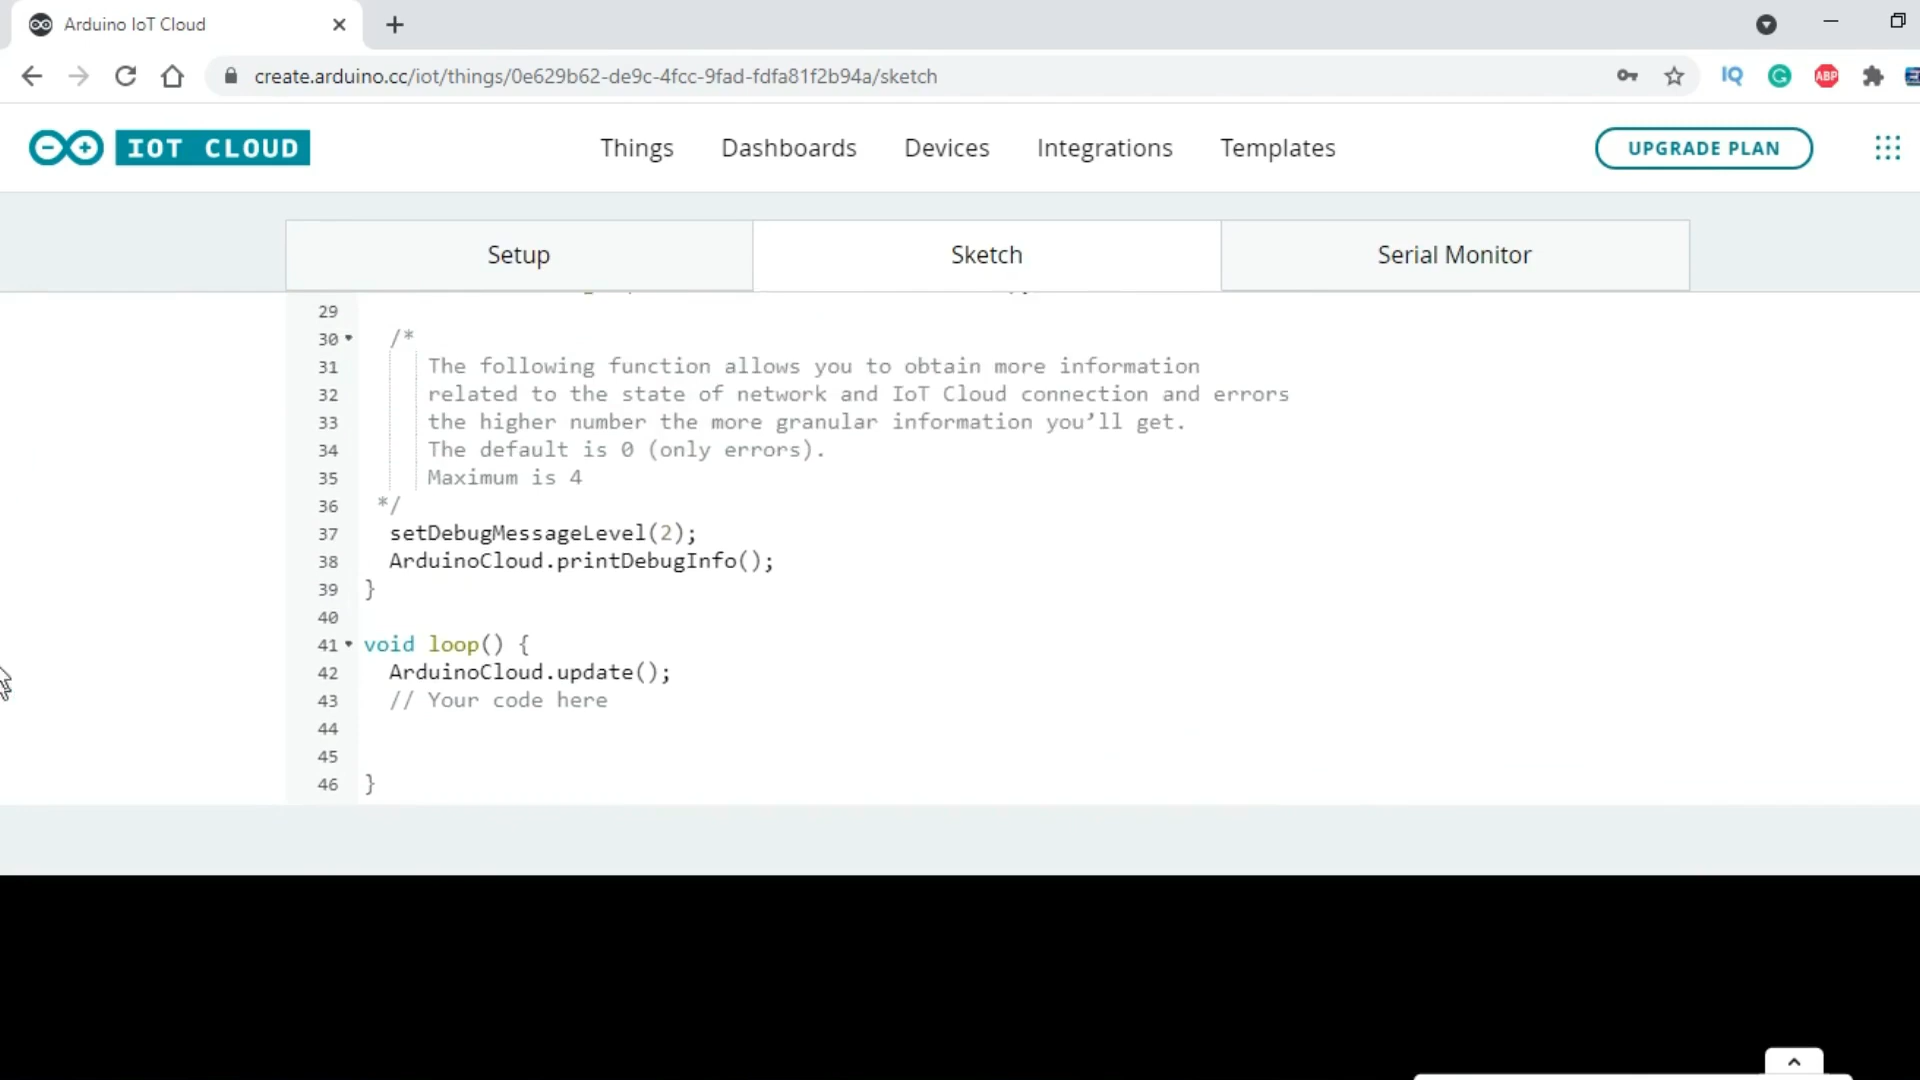 Arduino IoT Cloud
create.arduino.cc/iot/things/0e629b62-de9c-4fcc-9fad-fdfa81f2b94a/sketch
IQ
G
ABP
IOT CLOUD
Things
Dashboards
Devices
Integrations
Templates
UPGRADE PLAN
Setup
Sketch
Serial Monitor
29
30 /*
31 The following function allows you to obtain more information
32 related to the state of network and IoT Cloud connection and errors
33 the higher number the more granular information you’ll get.
34 The default is 0 (only errors).
35 Maximum is 4
36 */
37 setDebugMessageLevel(2);
38 ArduinoCloud.printDebugInfo();
39 }
40
41 void loop() {
42 ArduinoCloud.update();
43 // Your code here
44
45
46 }